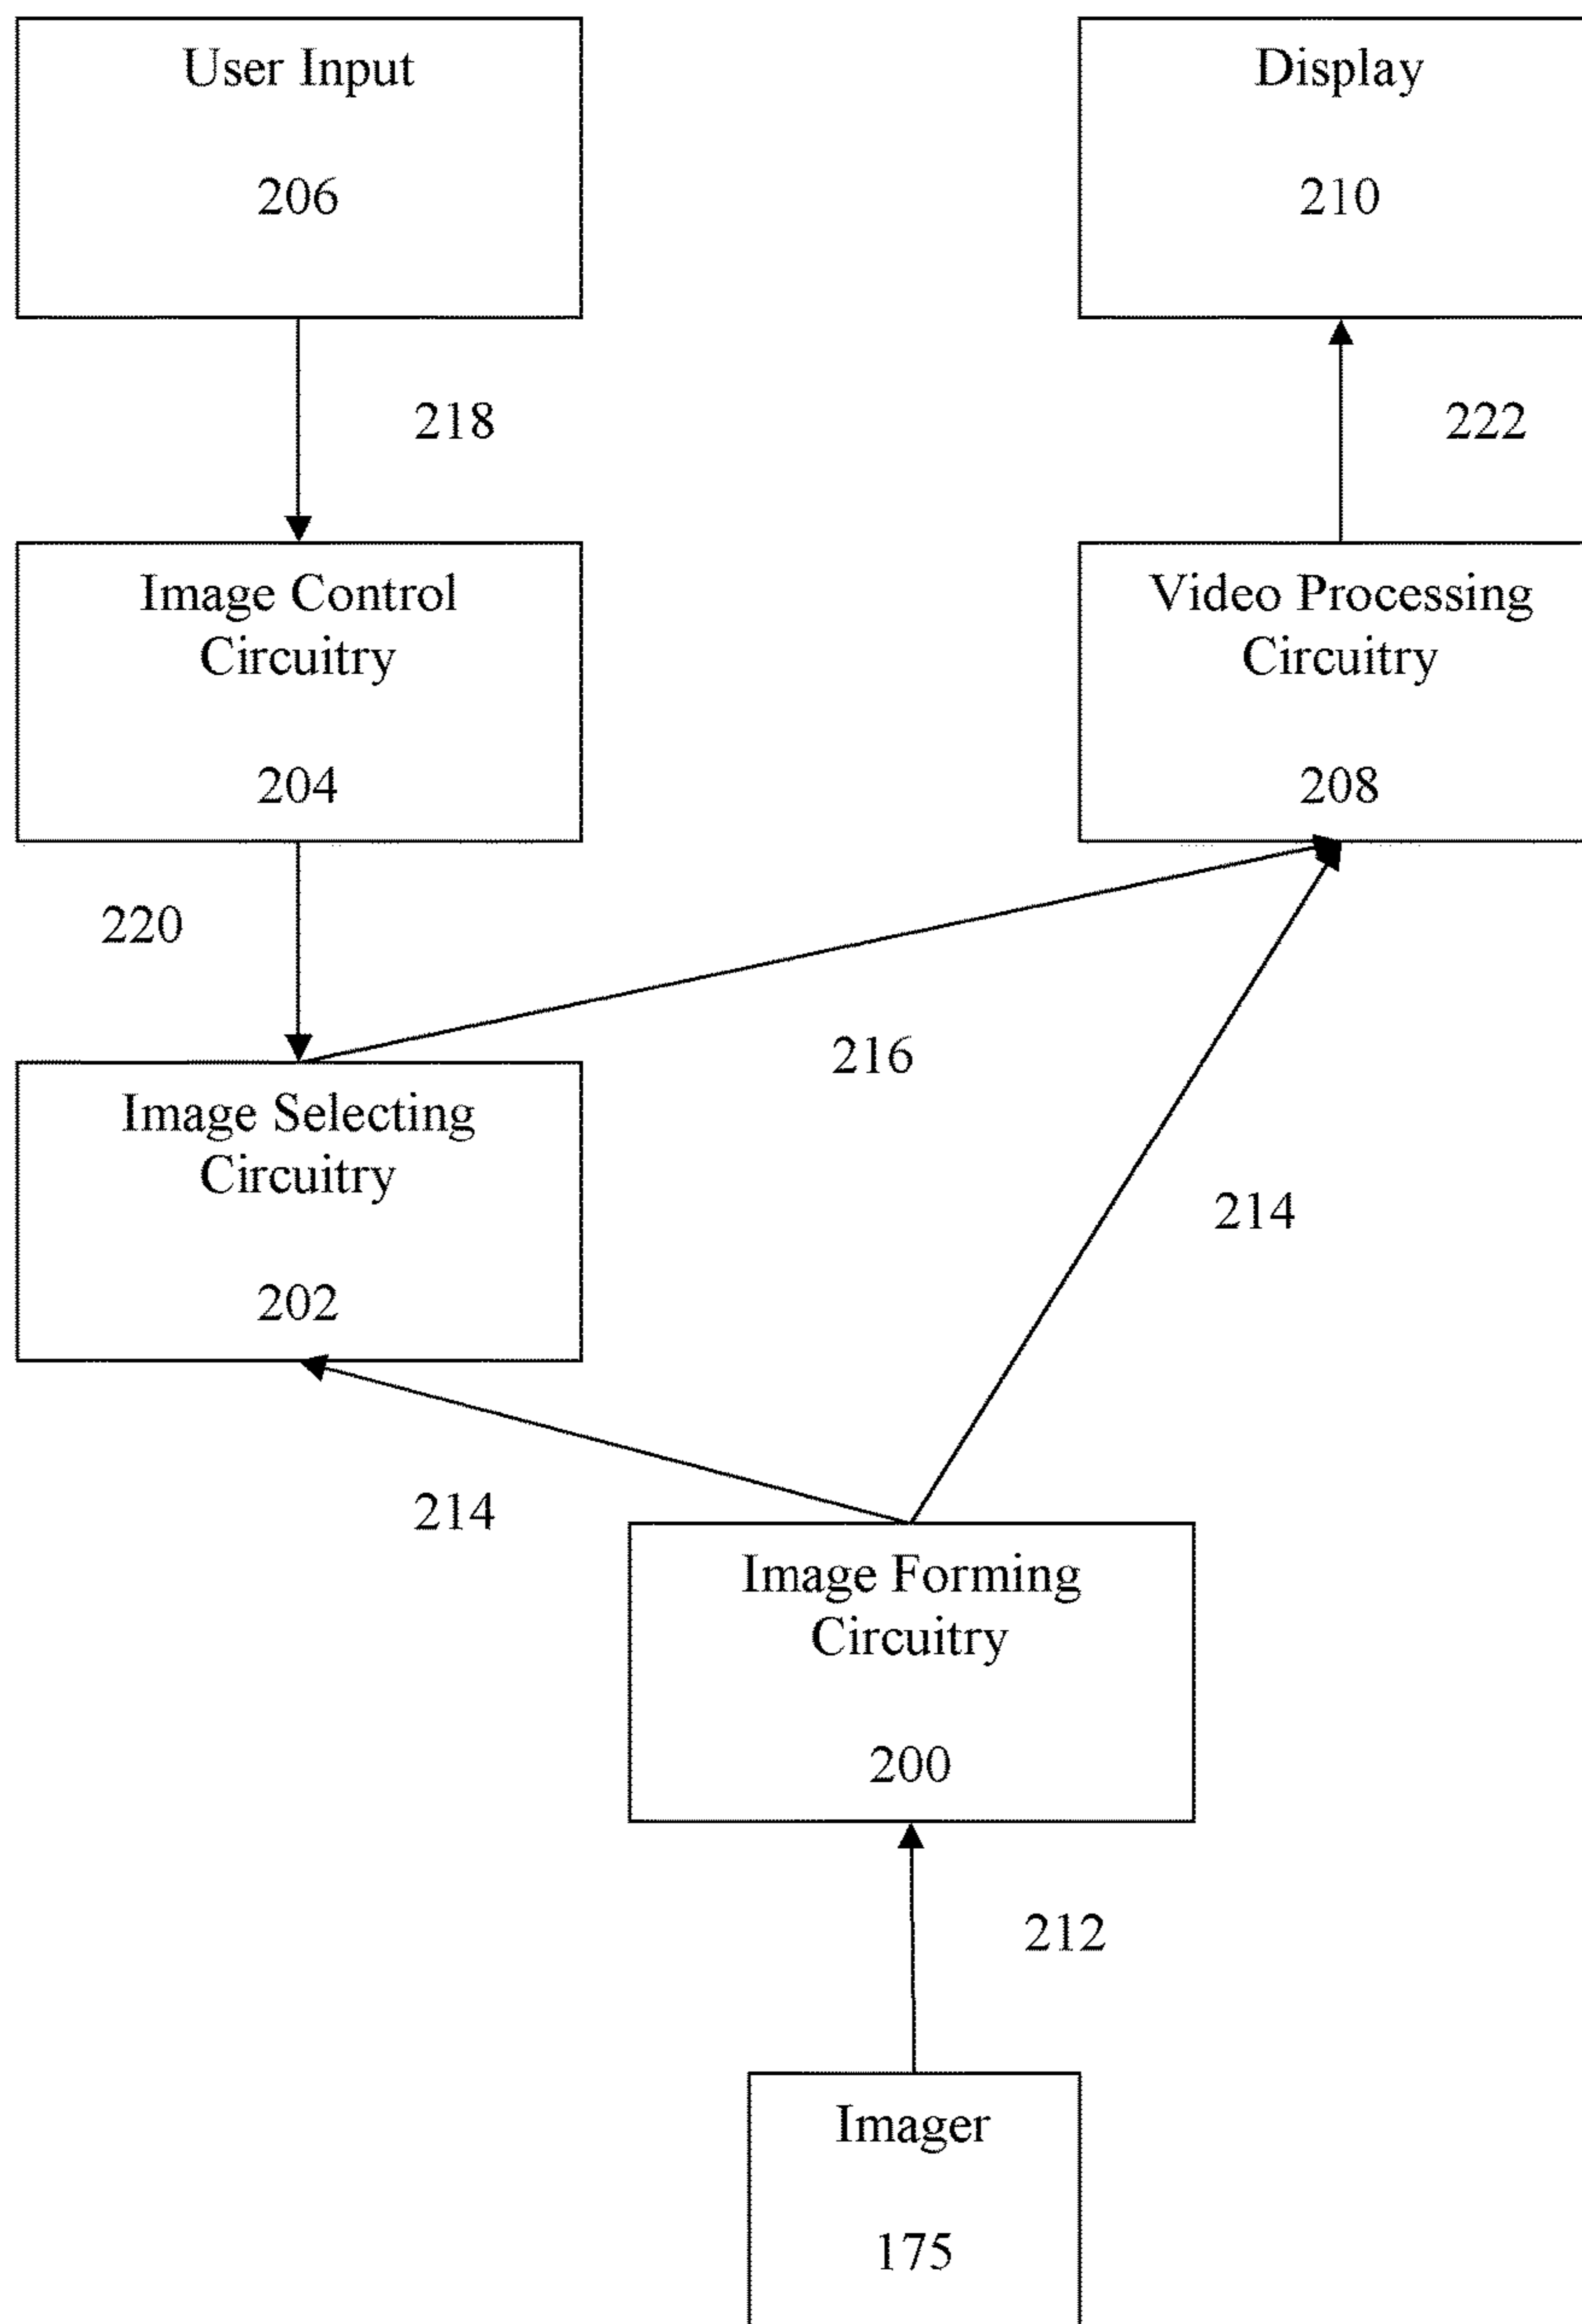 User Input
206
Display
210
218
222
Image Control
Circuitry
204
Video Processing
Circuitry
208
220
216
Image Selecting
Circuitry
202
214
214
Image Forming
Circuitry
200
212
Imager
175